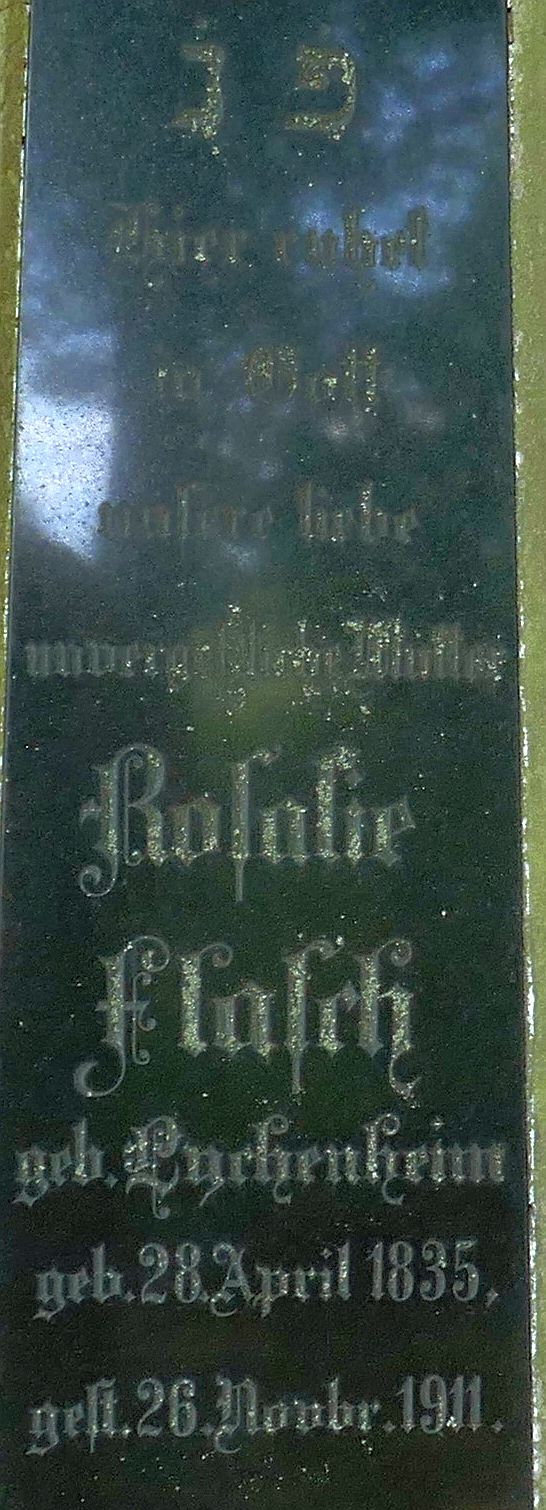 פ נ
Hier ruhet
in Gott
unsere liebe
unvergeßliche Mutter
Rosalie
Flasch
geb. Lychenheim
geb. 28. April 1835,
gest. 26. Novbr. 1911.